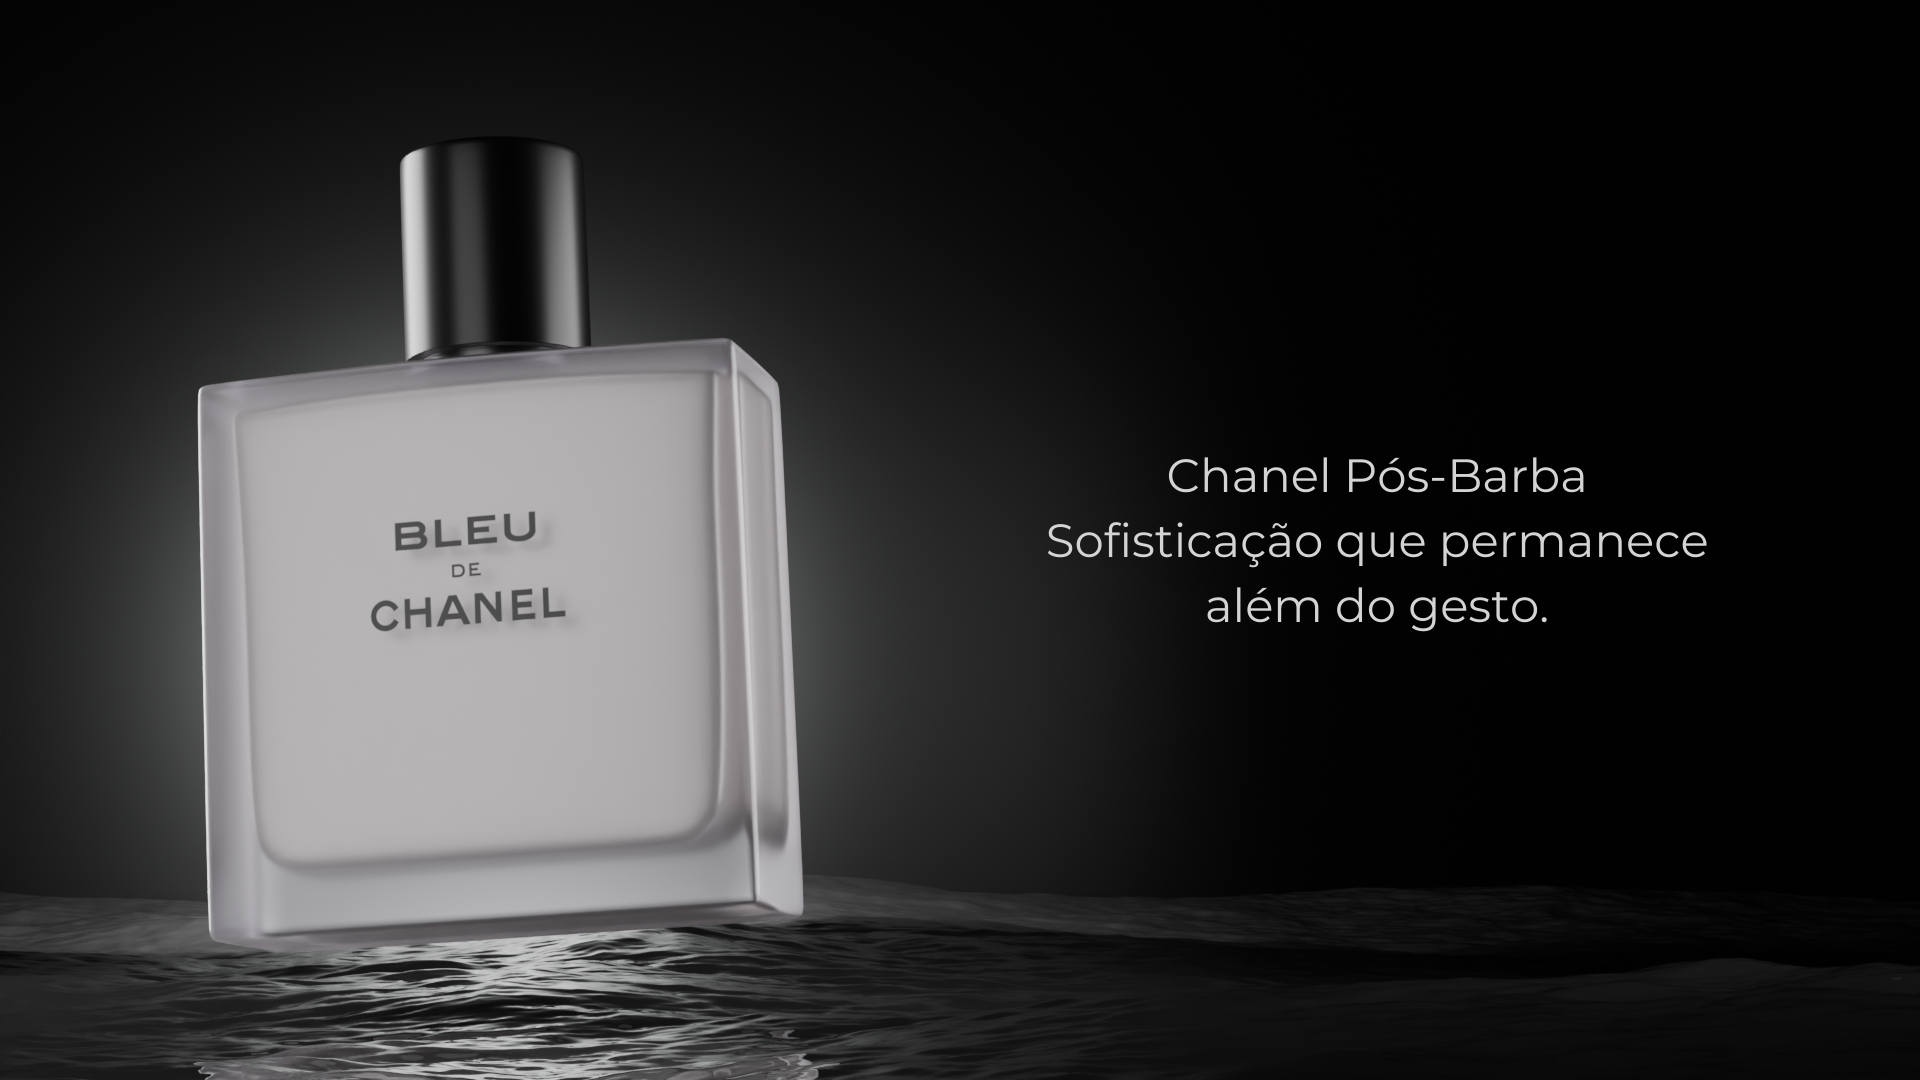 BLEU
DE
CHANEL
Chanel Pós-Barba
Sofisticação que permanece
além do gesto.